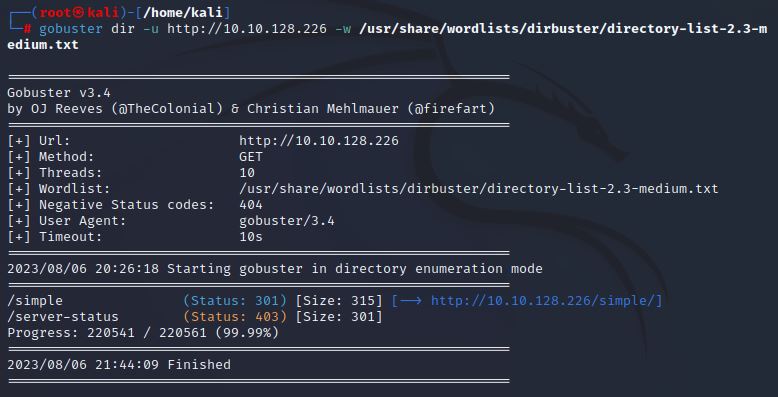 ┌──(root㉿kali)-[/home/kali]
└─# gobuster dir -u http://10.10.128.226 -w /usr/share/wordlists/dirbuster/directory-list-2.3-m
edium.txt
===============================================================
Gobuster v3.4
by OJ Reeves (@TheColonial) & Christian Mehlmauer (@firefart)
===============================================================
[+] Url:                     http://10.10.128.226
[+] Method:                  GET
[+] Threads:                 10
[+] Wordlist:                /usr/share/wordlists/dirbuster/directory-list-2.3-medium.txt
[+] Negative Status codes:   404
[+] User Agent:              gobuster/3.4
[+] Timeout:                 10s
===============================================================
2023/08/06 20:26:18 Starting gobuster in directory enumeration mode
===============================================================
/simple               (Status: 301) [Size: 315] [--> http://10.10.128.226/simple/]
/server-status        (Status: 403) [Size: 301]
Progress: 220541 / 220561 (99.99%)
===============================================================
2023/08/06 21:44:09 Finished
===============================================================